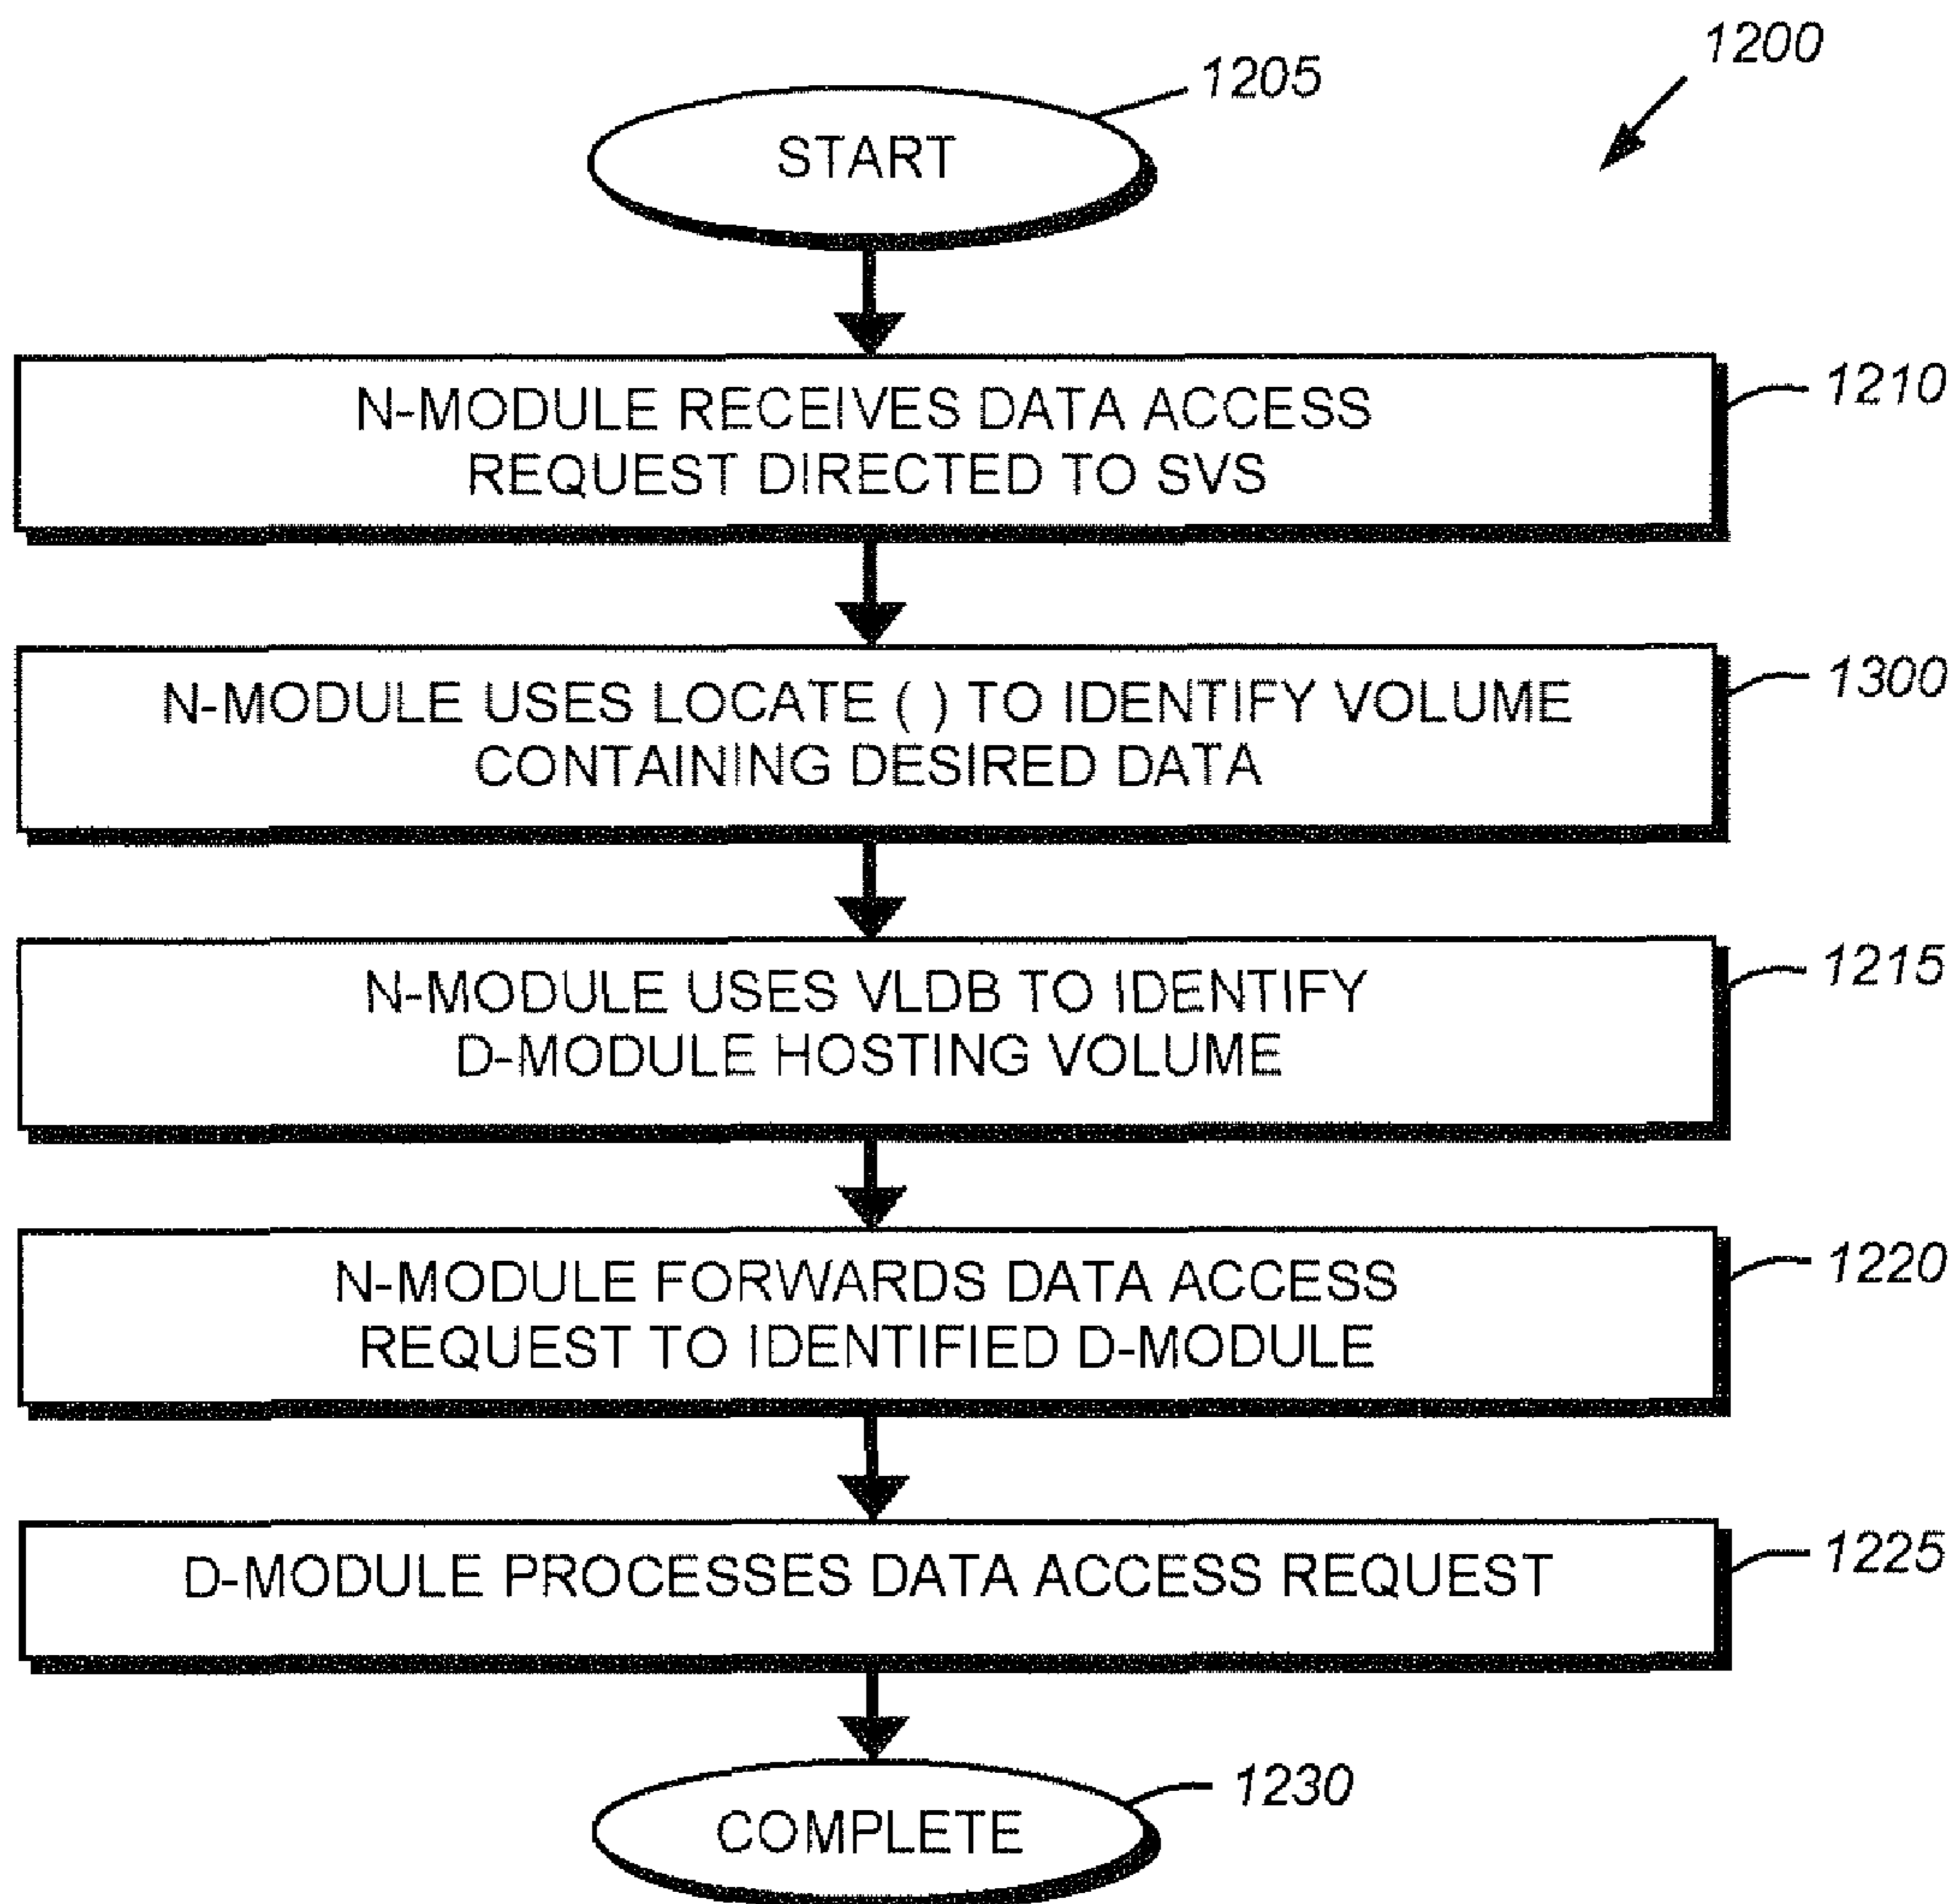 1200
1205
START
N-MODULE RECEIVES DATA ACCESS
REQUEST DIRECTED TO SVS
1210
N-MODULE USES LOCATE ( ) TO IDENTIFY VOLUME
CONTAINING DESIRED DATA
1300
N-MODULE USES VLDB TO IDENTIFY
D-MODULE HOSTING VOLUME
1215
N-MODULE FORWARDS DATA ACCESS
REQUEST TO IDENTIFIED D-MODULE
1220
D-MODULE PROCESSES DATA ACCESS REQUEST
1225
COMPLETE
1230